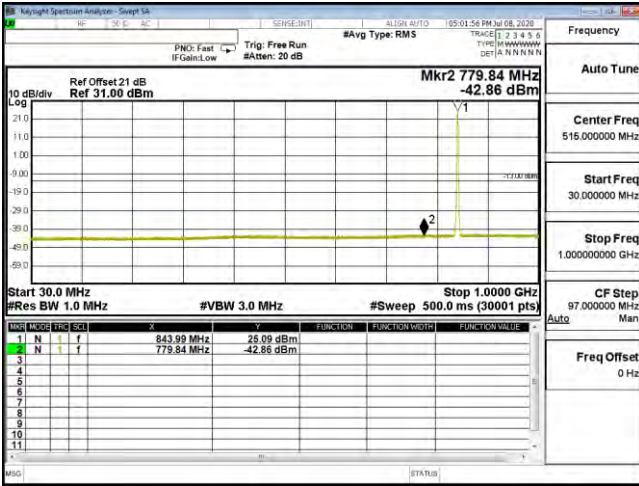 Keysight Spectrum Analyzer - Swept SA
RF 50 Ω AC SENSE:INT ALIGN AUTO 05:01:56 PM Jul 08, 2020
#Avg Type: RMS TRACE 1 2 3 4 5 6
TYPE M WWWWW
DET A N N N N N
PNO: Fast Trig: Free Run
IFGain:Low #Atten: 20 dB
Frequency
Auto Tune
Mkr2 779.84 MHz
-42.86 dBm
Ref Offset 21 dB
10 dB/div Ref 31.00 dBm
Log
21.0
11.0
1.00
-9.00
-19.0
-29.0
-39.0
-49.0
-59.0
1
-13.00 dBm
2
Center Freq
515.000000 MHz
Start Freq
30.000000 MHz
Stop Freq
1.000000000 GHz
Start 30.0 MHz Stop 1.0000 GHz
#Res BW 1.0 MHz #VBW 3.0 MHz #Sweep 500.0 ms (30001 pts)
CF Step
97.000000 MHz
Auto Man
Freq Offset
0 Hz
MKR MODE TRC SCL X Y FUNCTION FUNCTION WIDTH FUNCTION VALUE
1 N 1 f 843.99 MHz 25.09 dBm
2 N 1 f 779.84 MHz -42.86 dBm
3
4
5
6
7
8
9
10
11
MSG STATUS